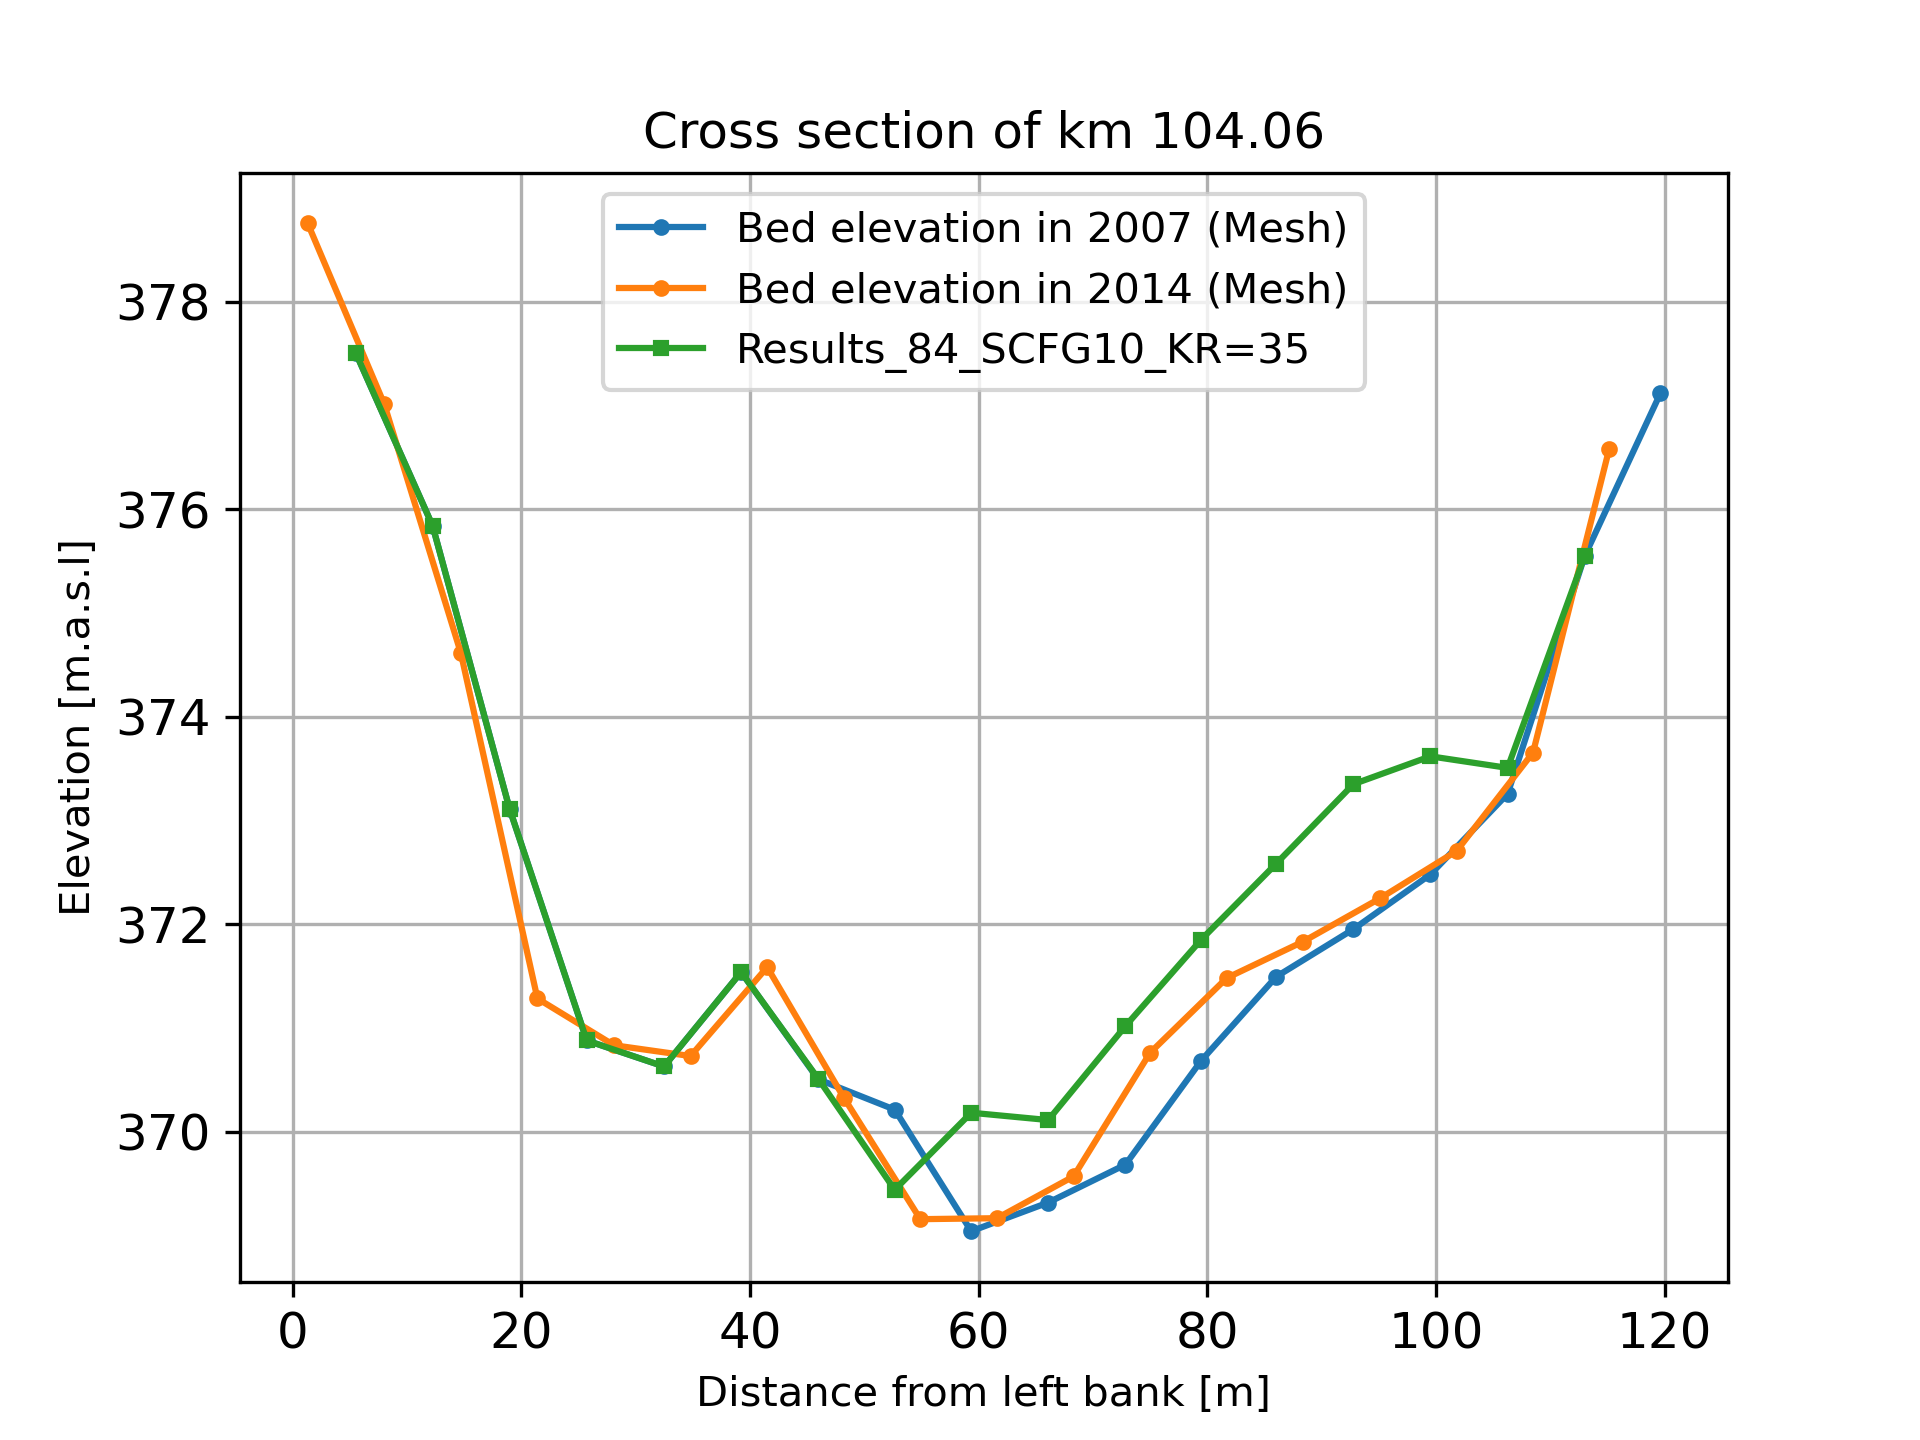 Cross section of km 104.06
Bed elevation in 2007 (Mesh)
Bed elevation in 2014 (Mesh)
Results_84_SCFG10_KR=35
Elevation [m.a.s.l]
378
376
374
372
370
0 20 40 60 80 100 120
Distance from left bank [m]